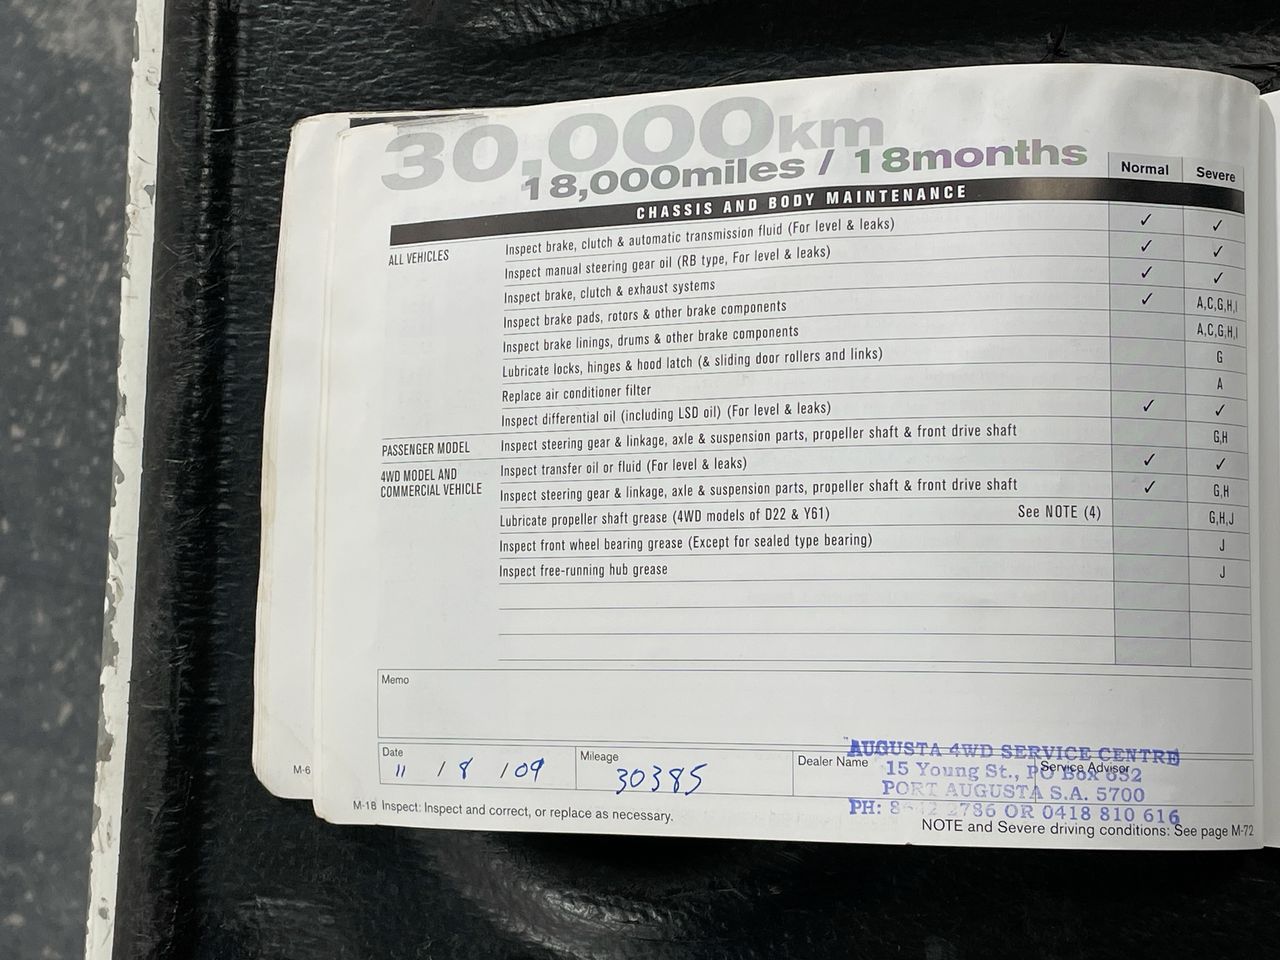 30,000km
18,000miles / 18months
Normal Severe
CHASSIS AND BODY MAINTENANCE
ALL VEHICLES Inspect brake, clutch & automatic transmission fluid (For level & leaks) ✓ ✓
Inspect manual steering gear oil (RB type, For level & leaks) ✓ ✓
Inspect brake, clutch & exhaust systems ✓ ✓
Inspect brake pads, rotors & other brake components ✓ A,C,G,H,I
Inspect brake linings, drums & other brake components A,C,G,H,I
Lubricate locks, hinges & hood latch (& sliding door rollers and links) G
Replace air conditioner filter A
Inspect differential oil (including LSD oil) (For level & leaks) ✓ ✓
PASSENGER MODEL Inspect steering gear & linkage, axle & suspension parts, propeller shaft & front drive shaft G,H
4WD MODEL AND Inspect transfer oil or fluid (For level & leaks) ✓ ✓
COMMERCIAL VEHICLE Inspect steering gear & linkage, axle & suspension parts, propeller shaft & front drive shaft ✓ G,H
Lubricate propeller shaft grease (4WD models of D22 & Y61) See NOTE (4) G,H,J
Inspect front wheel bearing grease (Except for sealed type bearing) J
Inspect free-running hub grease J
Memo
Date 11 / 8 / 09 Mileage 30385 Dealer Name Service Advisor
AUGUSTA 4WD SERVICE CENTRE
15 Young St., PO Box 652
PORT AUGUSTA S.A. 5700
PH: 2786 OR 0418 810 616
M-18 Inspect: Inspect and correct, or replace as necessary.
NOTE and Severe driving conditions: See page M-72
M-6